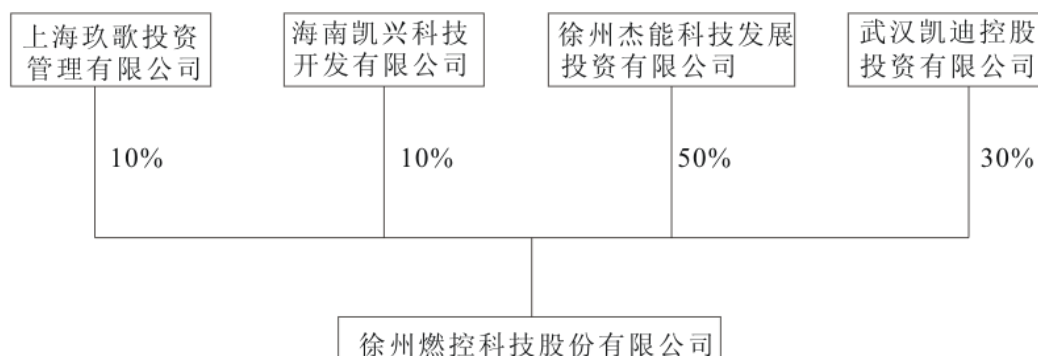 上海玖歌投资
管理有限公司
海南凯兴科技
开发有限公司
徐州杰能科技发展
投资有限公司
武汉凯迪控股
投资有限公司
10%
10%
50%
30%
徐州燃控科技股份有限公司